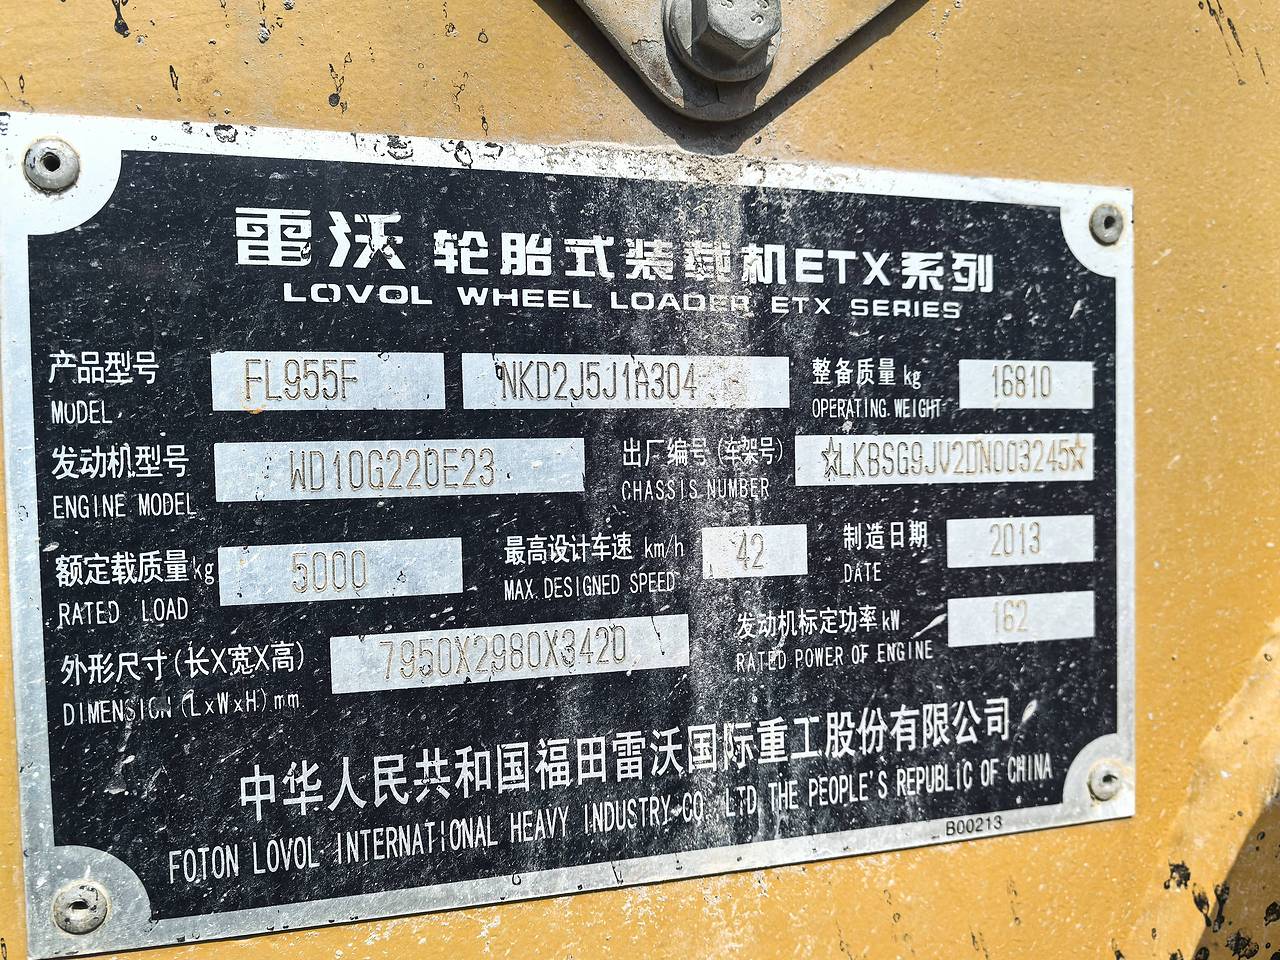 雷沃 轮胎式装载机ETX系列
LOVOL WHEEL LOADER ETX SERIES
产品型号 FL955F NKD2J5J1A304 整备质量 kg 16810
MODEL OPERATING WEIGHT
发动机型号 WD10G220E23 出厂编号(车架号) ☆LKBSG9JV2DN003245☆
ENGINE MODEL CHASSIS NUMBER
额定载质量kg 5000 最高设计车速 km/h 42 制造日期 2013
RATED LOAD MAX.DESIGNED SPEED DATE
外形尺寸(长X宽X高) 7950X2980X3420 发动机标定功率kW 162
DIMENSION (LxWxH)mm RATED POWER OF ENGINE
中华人民共和国福田雷沃国际重工股份有限公司
FOTON LOVOL INTERNATIONAL HEAVY INDUSTRY CO. LTD THE PEOPLE'S REPUBLIC OF CHINA
B00213